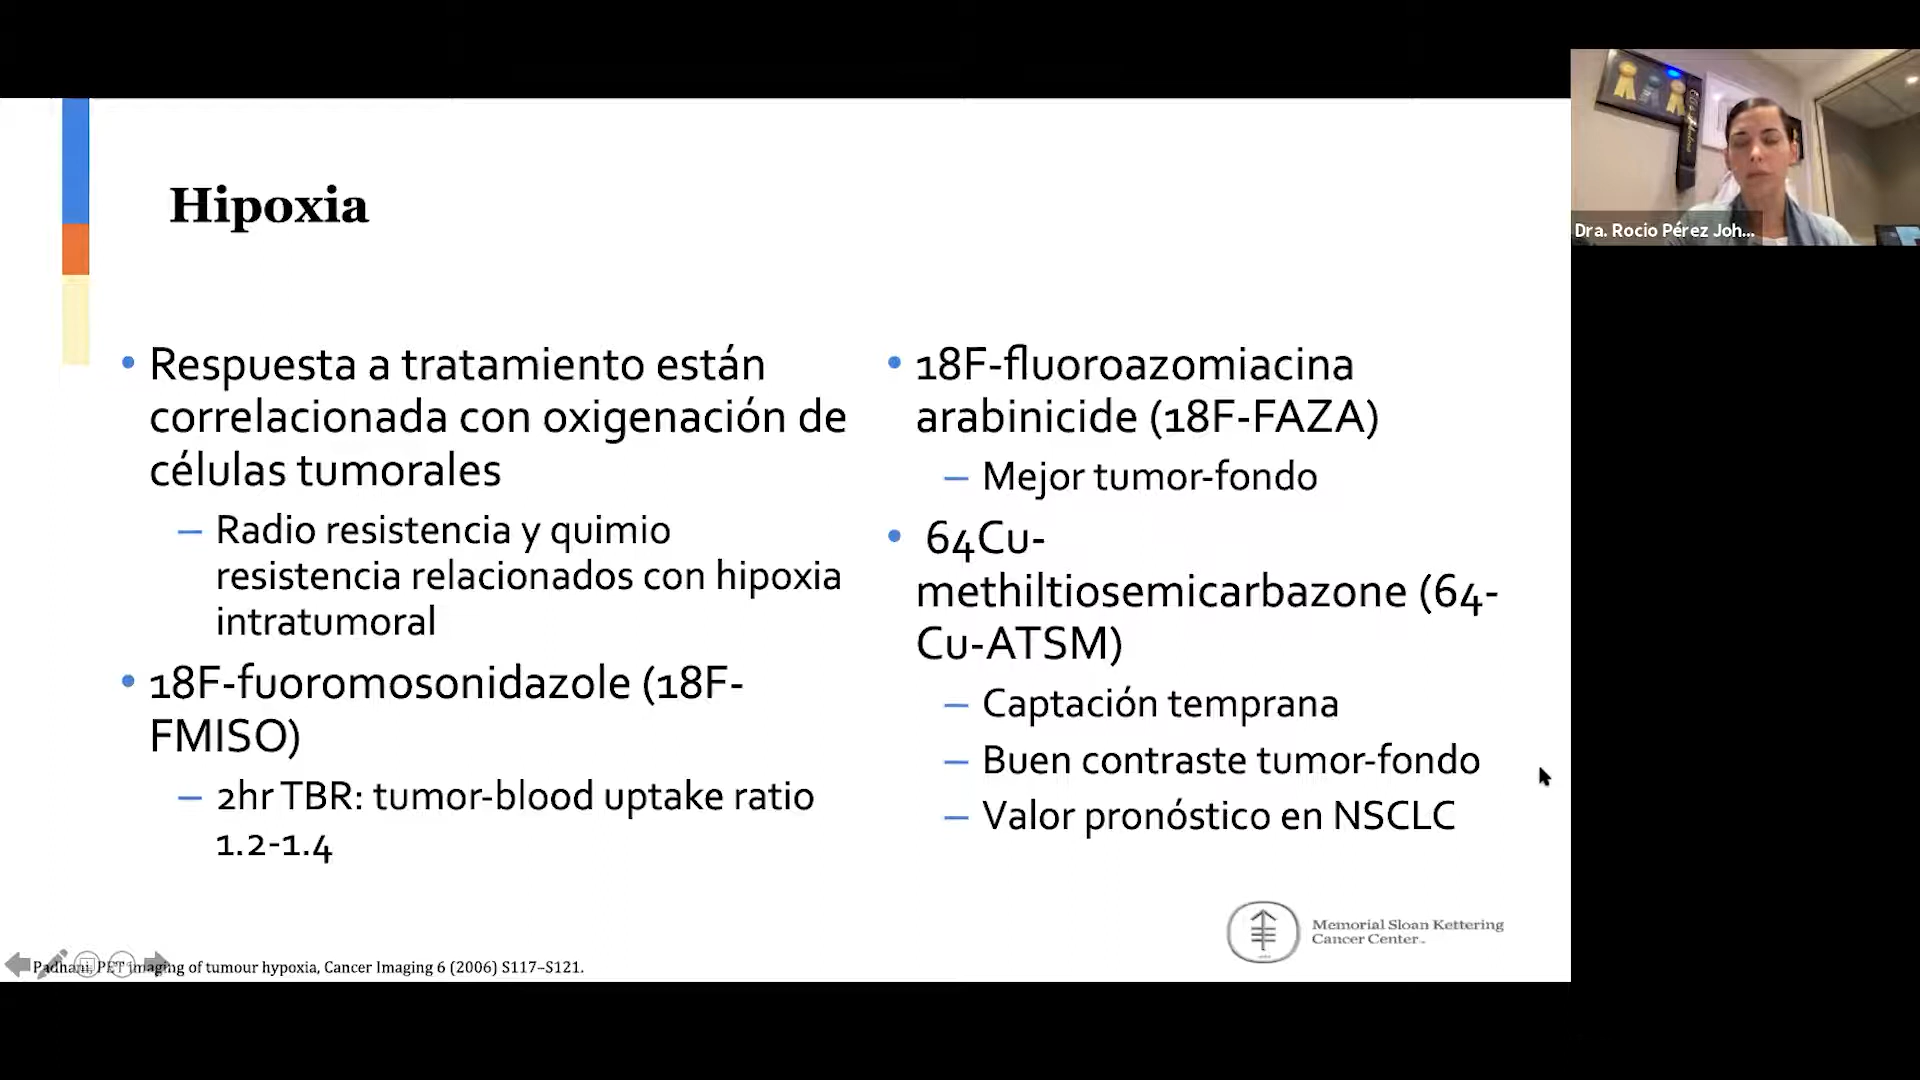 Hipoxia
Respuesta a tratamiento están
correlacionada con oxigenación de
células tumorales
Radio resistencia y quimio
resistencia relacionados con hipoxia
intratumoral
18F-fuoromosonidazole (18F-
FMISO)
2hr TBR: tumor-blood uptake ratio
1.2-1.4
18F-fluoroazomiacina
arabinicide (18F-FAZA)
Mejor tumor-fondo
64Cu-
methiltiosemicarbazone (64-
Cu-ATSM)
Captación temprana
Buen contraste tumor-fondo
Valor pronóstico en NSCLC
Memorial Sloan Kettering
Cancer Center
Padhani, PET imaging of tumour hypoxia, Cancer Imaging 6 (2006) S117–S121.
Dra. Rocio Pérez Joh...